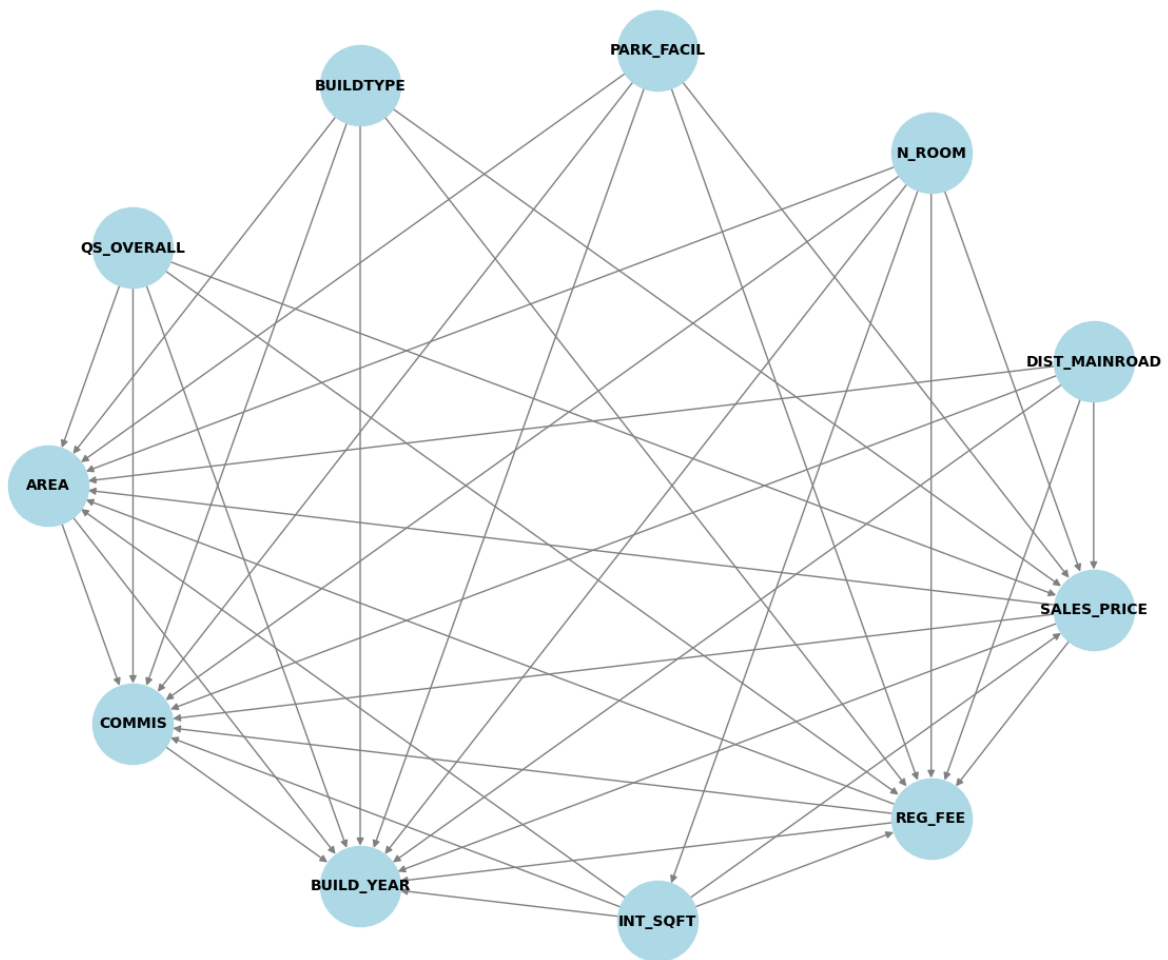 PARK_FACIL
BUILDTYPE
N_ROOM
QS_OVERALL
DIST_MAINROAD
AREA
SALES_PRICE
COMMIS
REG_FEE
BUILD_YEAR
INT_SQFT